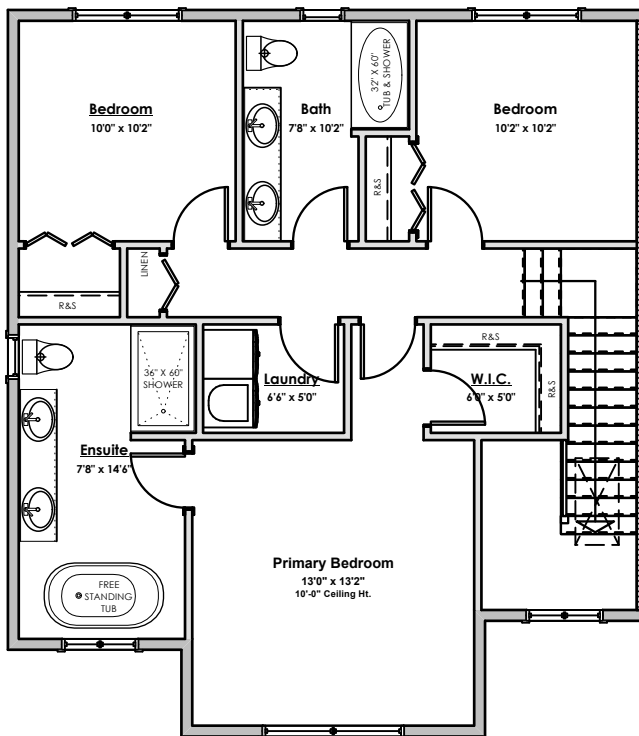 Bedroom
10'0" x 10'2"
Bath
7'8" x 10'2"
32" X 60"
TUB & SHOWER
Bedroom
10'2" x 10'2"
R&S
LINEN
R&S
36" X 60"
SHOWER
Laundry
6'6" x 5'0"
R&S
W.I.C.
6'0" x 5'0"
R&S
Ensuite
7'8" x 14'6"
Primary Bedroom
13'0" x 13'2"
10'-0" Ceiling Ht.
FREE
STANDING
TUB